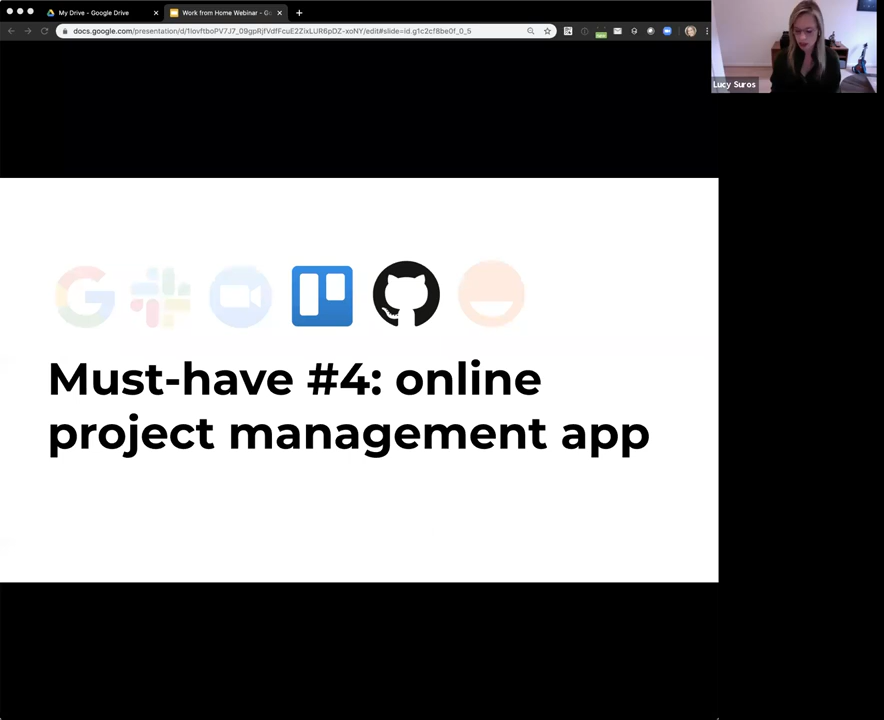 My Drive - Google Drive
Work from Home Webinar - Go
docs.google.com/presentation/d/1lovftboPV7J7_09gpRjfVdfFcuE2ZixLUR6pDZ-xoNY/edit#slide=id.g1c2cf8be0f_0_5
Lucy Suros
Must-have #4: online
project management app